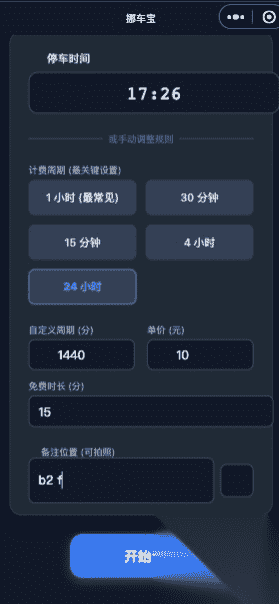 挪车宝
停车时间
17:26
或手动调整规则
计费周期 (最关键设置)
1 小时 (最常见)
30 分钟
15 分钟
4 小时
24 小时
自定义周期 (分)
单价 (元)
1440
10
免费时长 (分)
15
备注位置 (可拍照)
b2 f
开始